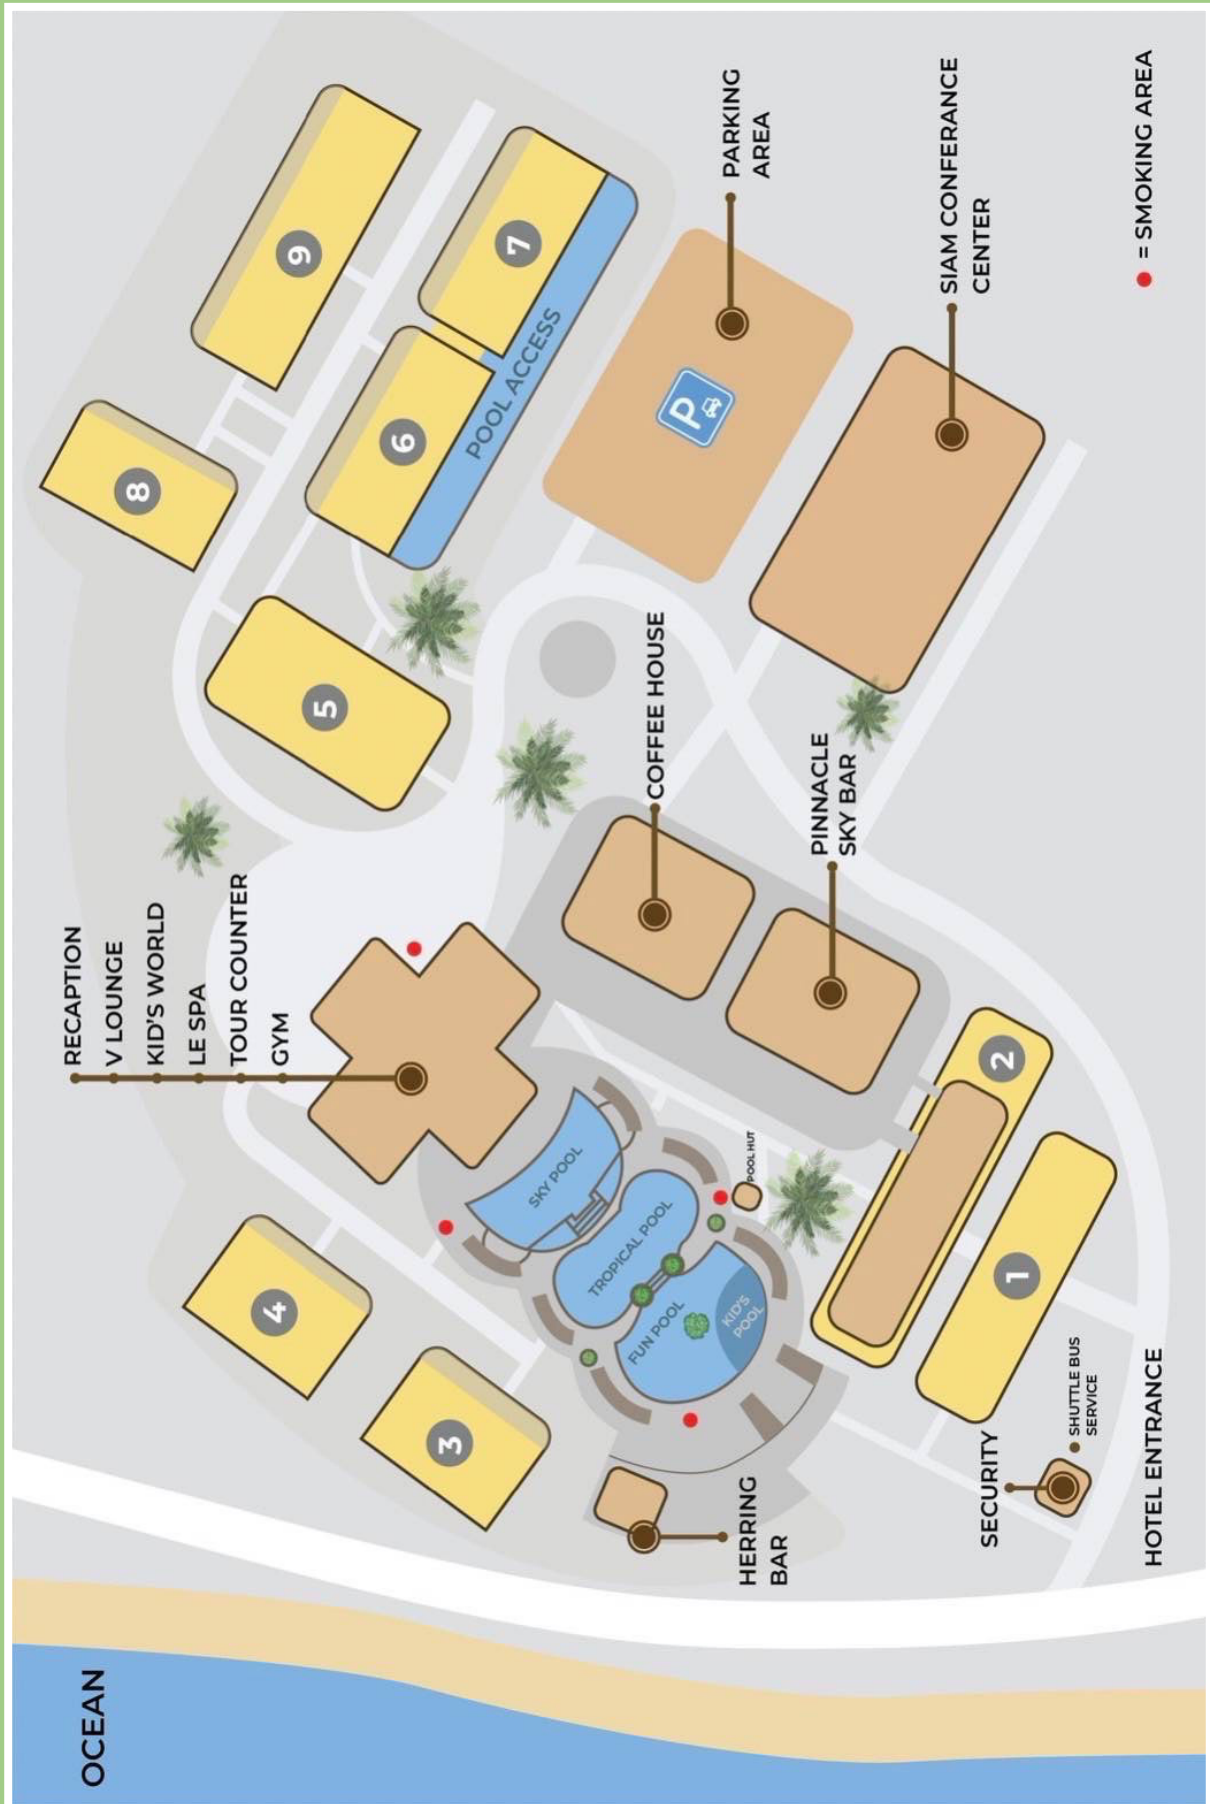 OCEAN
RECAPTION
V LOUNGE
KID'S WORLD
LE SPA
TOUR COUNTER
GYM
4
3
5
8
9
6
7
POOL ACCESS
SKY POOL
TROPICAL POOL
FUN POOL
KID'S
POOL
POOL HUT
HERRING
BAR
COFFEE HOUSE
PINNACLE
SKY BAR
P
PARKING
AREA
SIAM CONFERANCE
CENTER
2
1
SECURITY
SHUTTLE BUS
SERVICE
HOTEL ENTRANCE
= SMOKING AREA